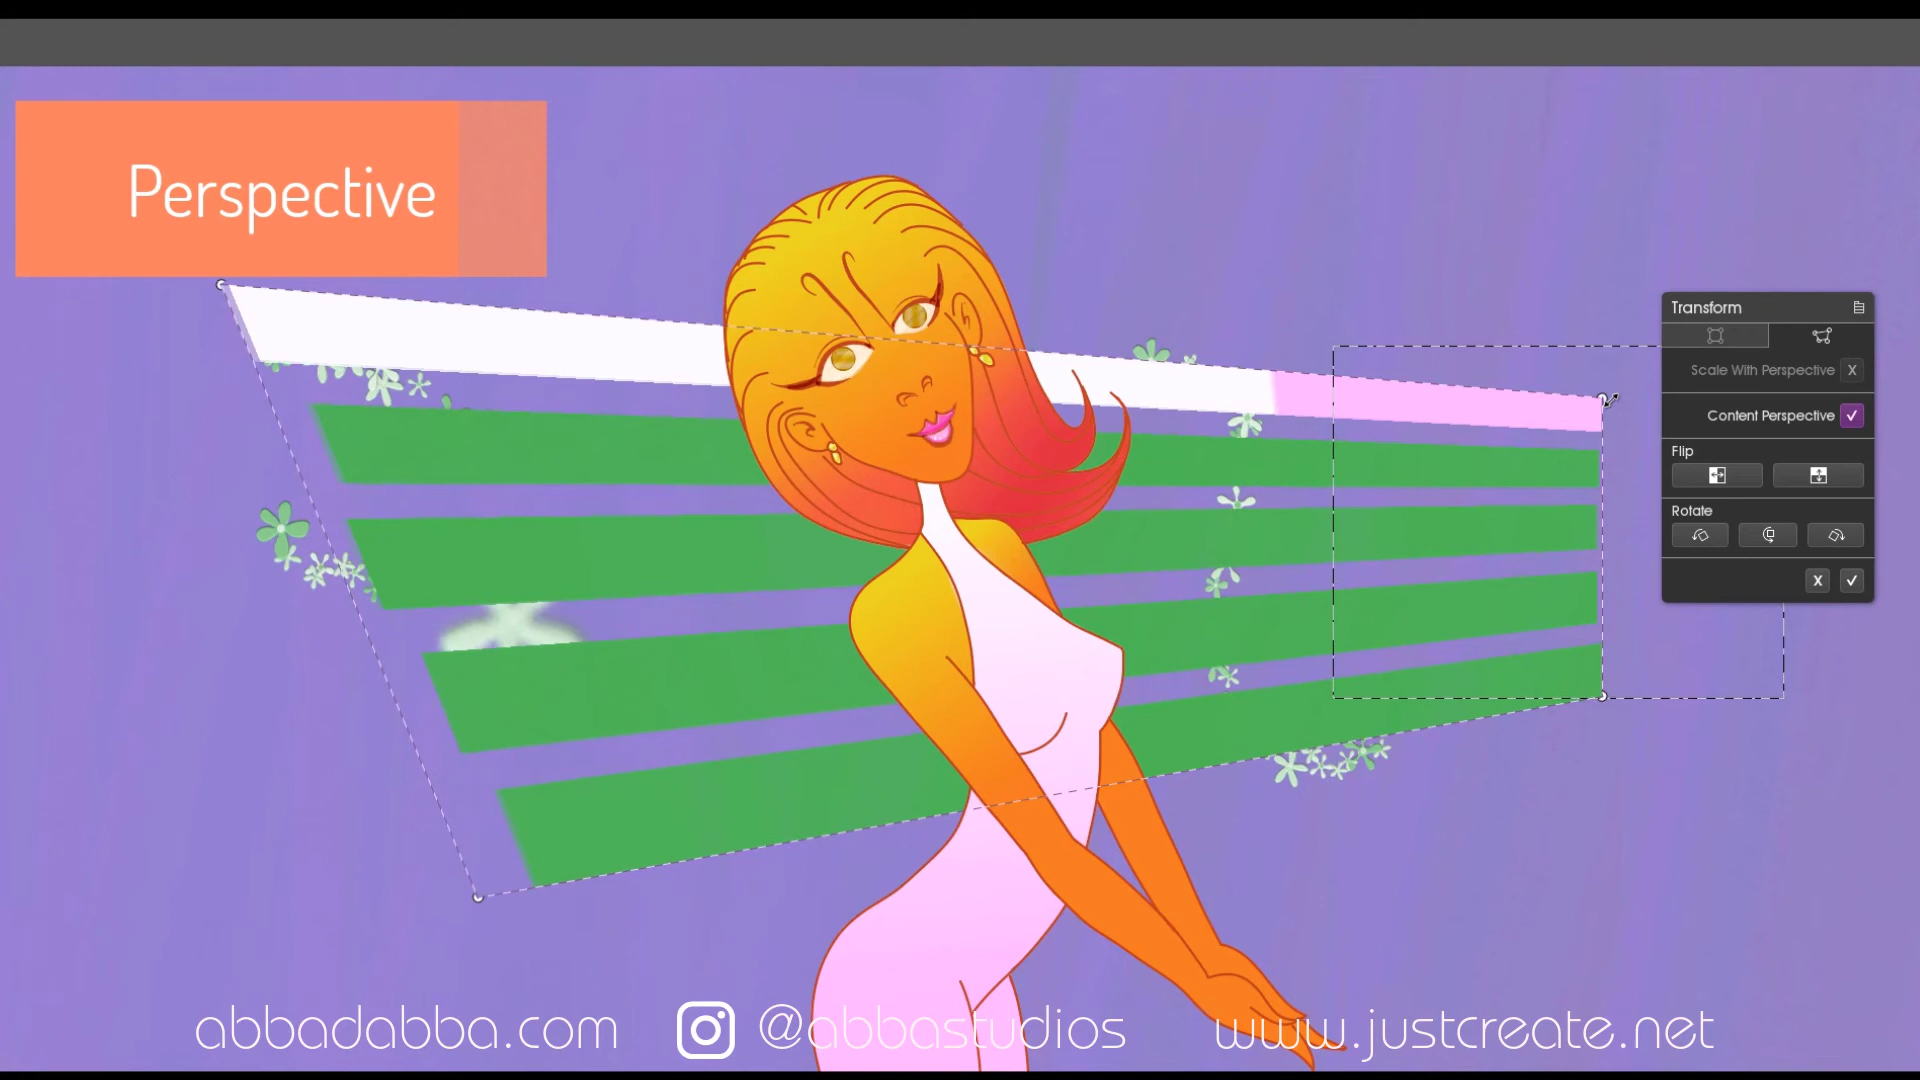 Perspective
Transform
Scale With Perspective
Content Perspective
Flip
Rotate
abbadabba.com @abbastudios www.justcreate.net